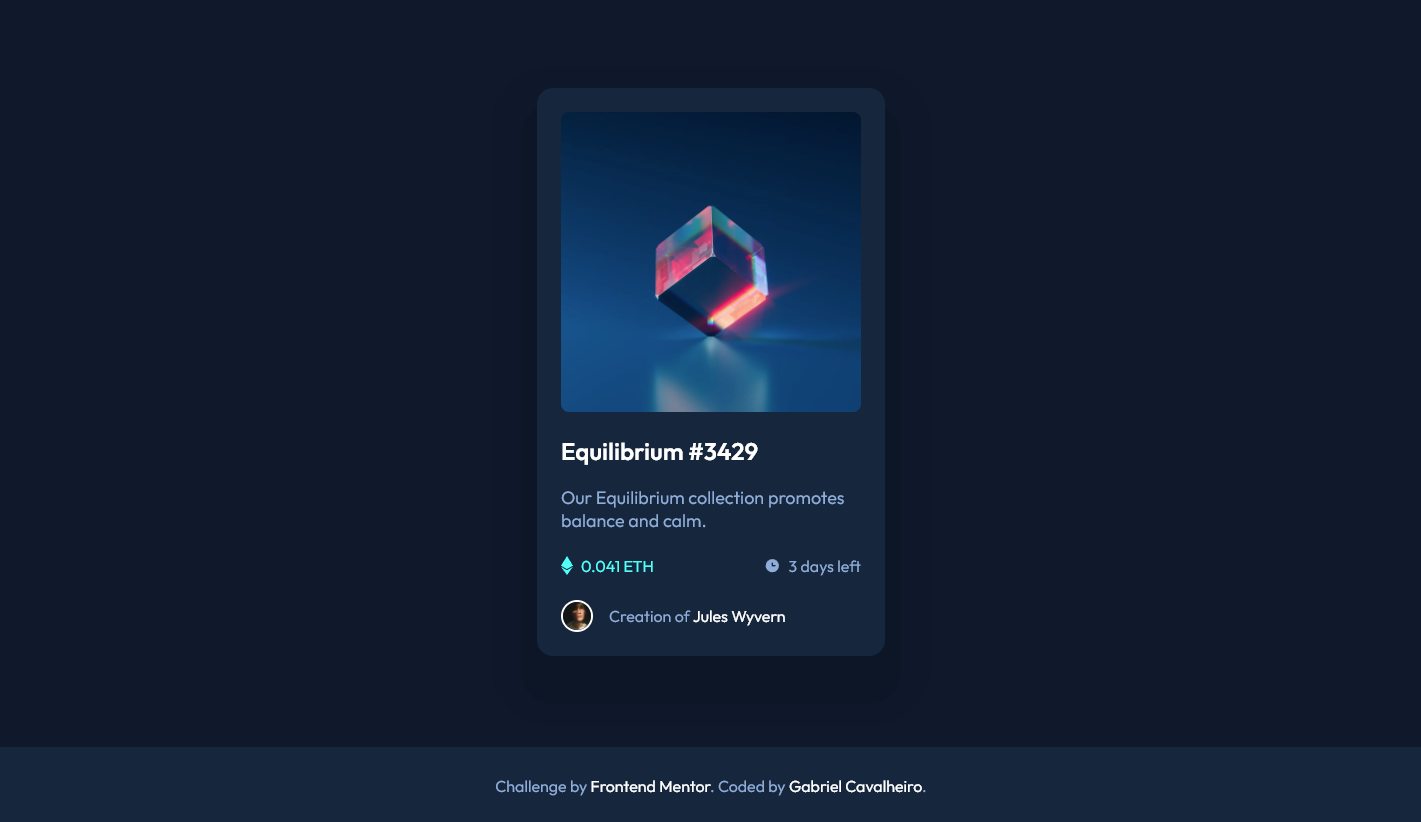 Equilibrium #3429
Our Equilibrium collection promotes
balance and calm.
0.041 ETH 3 days left
Creation of Jules Wyvern
Challenge by Frontend Mentor. Coded by Gabriel Cavalheiro.